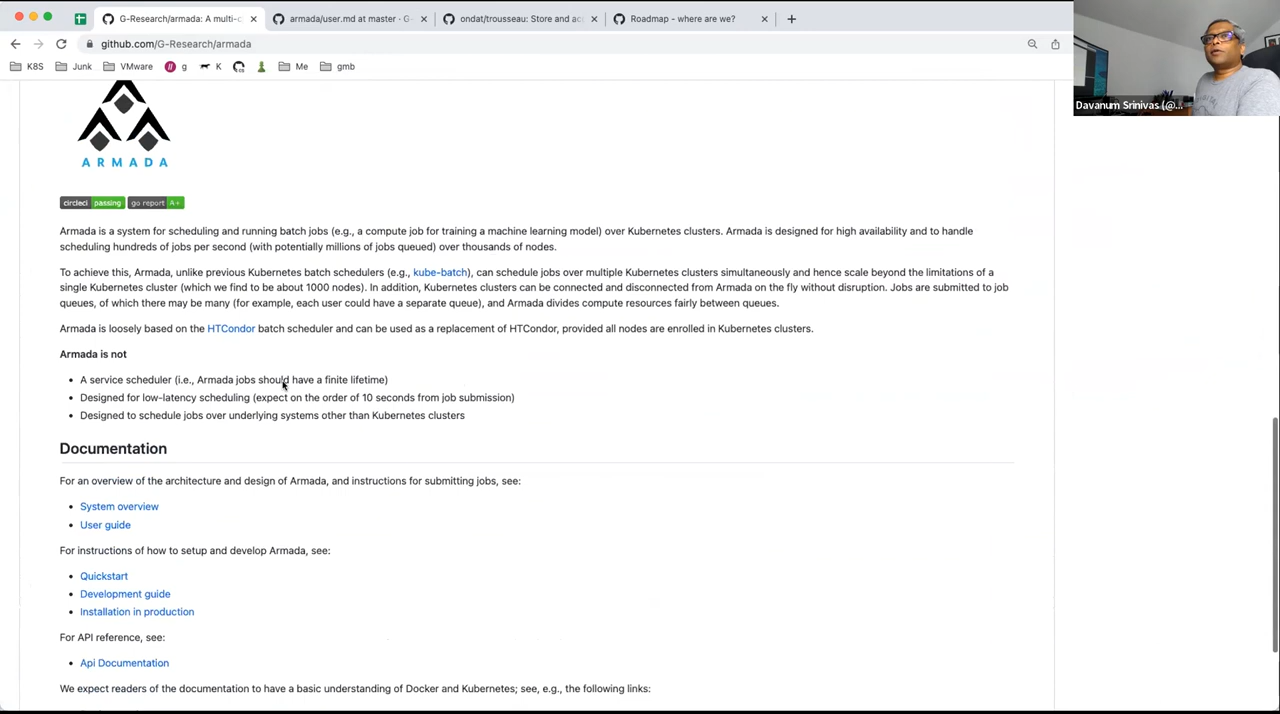 G-Research/armada: A multi-c
armada/user.md at master · G-
ondat/trousseau: Store and ac
Roadmap - where are we?
github.com/G-Research/armada
K8S
Junk
VMware
g
K
Me
gmb
Davanum Srinivas (@...
ARMADA
circleci passing go report A+
Armada is a system for scheduling and running batch jobs (e.g., a compute job for training a machine learning model) over Kubernetes clusters. Armada is designed for high availability and to handle
scheduling hundreds of jobs per second (with potentially millions of jobs queued) over thousands of nodes.
To achieve this, Armada, unlike previous Kubernetes batch schedulers (e.g., kube-batch), can schedule jobs over multiple Kubernetes clusters simultaneously and hence scale beyond the limitations of a
single Kubernetes cluster (which we find to be about 1000 nodes). In addition, Kubernetes clusters can be connected and disconnected from Armada on the fly without disruption. Jobs are submitted to job
queues, of which there may be many (for example, each user could have a separate queue), and Armada divides compute resources fairly between queues.
Armada is loosely based on the HTCondor batch scheduler and can be used as a replacement of HTCondor, provided all nodes are enrolled in Kubernetes clusters.
Armada is not
• A service scheduler (i.e., Armada jobs should have a finite lifetime)
• Designed for low-latency scheduling (expect on the order of 10 seconds from job submission)
• Designed to schedule jobs over underlying systems other than Kubernetes clusters
Documentation
For an overview of the architecture and design of Armada, and instructions for submitting jobs, see:
• System overview
• User guide
For instructions of how to setup and develop Armada, see:
• Quickstart
• Development guide
• Installation in production
For API reference, see:
• Api Documentation
We expect readers of the documentation to have a basic understanding of Docker and Kubernetes; see, e.g., the following links: